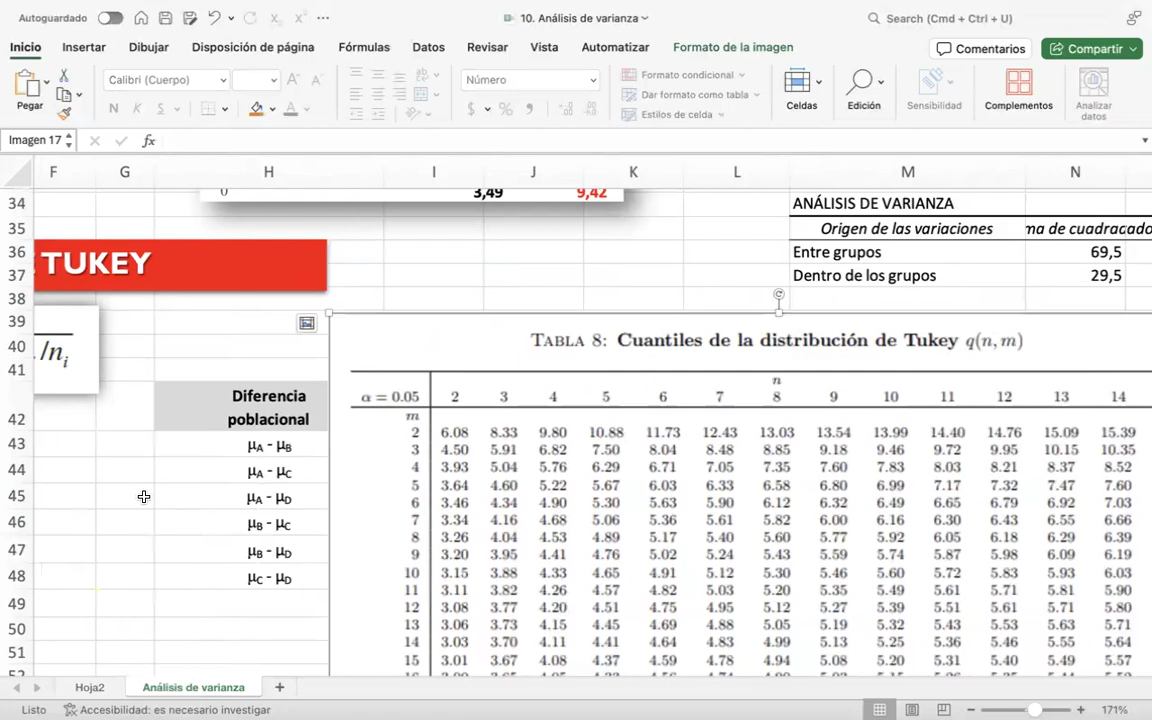 Autoguardado
10. Análisis de varianza
Search (Cmd + Ctrl + U)
Inicio Insertar Dibujar Disposición de página Fórmulas Datos Revisar Vista Automatizar Formato de la imagen
Comentarios
Compartir
Pegar
Calibri (Cuerpo)
N K S
Número
Formato condicional
Dar formato como tabla
Estilos de celda
Celdas
Edición
Sensibilidad
Complementos
Analizar datos
Imagen 17
fx
F G H I J K L M N
0 3,49 9,42
34 ANÁLISIS DE VARIANZA
35 Origen de las variaciones ma de cuadrado
36 Entre grupos 69,5
37 Dentro de los grupos 29,5
TUKEY
38
39
40
41
/nᵢ
42 Diferencia poblacional
43 μA - μB
44 μA - μC
45 μA - μD
46 μB - μC
47 μB - μD
48 μC - μD
49
50
51
52
TABLA 8: Cuantiles de la distribución de Tukey q(n, m)
n
α = 0.05 2 3 4 5 6 7 8 9 10 11 12 13 14
m
2 6.08 8.33 9.80 10.88 11.73 12.43 13.03 13.54 13.99 14.40 14.76 15.09 15.39
3 4.50 5.91 6.82 7.50 8.04 8.48 8.85 9.18 9.46 9.72 9.95 10.15 10.35
4 3.93 5.04 5.76 6.29 6.71 7.05 7.35 7.60 7.83 8.03 8.21 8.37 8.52
5 3.64 4.60 5.22 5.67 6.03 6.33 6.58 6.80 6.99 7.17 7.32 7.47 7.60
6 3.46 4.34 4.90 5.30 5.63 5.90 6.12 6.32 6.49 6.65 6.79 6.92 7.03
7 3.34 4.16 4.68 5.06 5.36 5.61 5.82 6.00 6.16 6.30 6.43 6.55 6.66
8 3.26 4.04 4.53 4.89 5.17 5.40 5.60 5.77 5.92 6.05 6.18 6.29 6.39
9 3.20 3.95 4.41 4.76 5.02 5.24 5.43 5.59 5.74 5.87 5.98 6.09 6.19
10 3.15 3.88 4.33 4.65 4.91 5.12 5.30 5.46 5.60 5.72 5.83 5.93 6.03
11 3.11 3.82 4.26 4.57 4.82 5.03 5.20 5.35 5.49 5.61 5.71 5.81 5.90
12 3.08 3.77 4.20 4.51 4.75 4.95 5.12 5.27 5.39 5.51 5.61 5.71 5.80
13 3.06 3.73 4.15 4.45 4.69 4.88 5.05 5.19 5.32 5.43 5.53 5.63 5.71
14 3.03 3.70 4.11 4.41 4.64 4.83 4.99 5.13 5.25 5.36 5.46 5.55 5.64
15 3.01 3.67 4.08 4.37 4.59 4.78 4.94 5.08 5.20 5.31 5.40 5.49 5.57
Hoja2 Análisis de varianza +
Listo Accesibilidad: es necesario investigar
171%